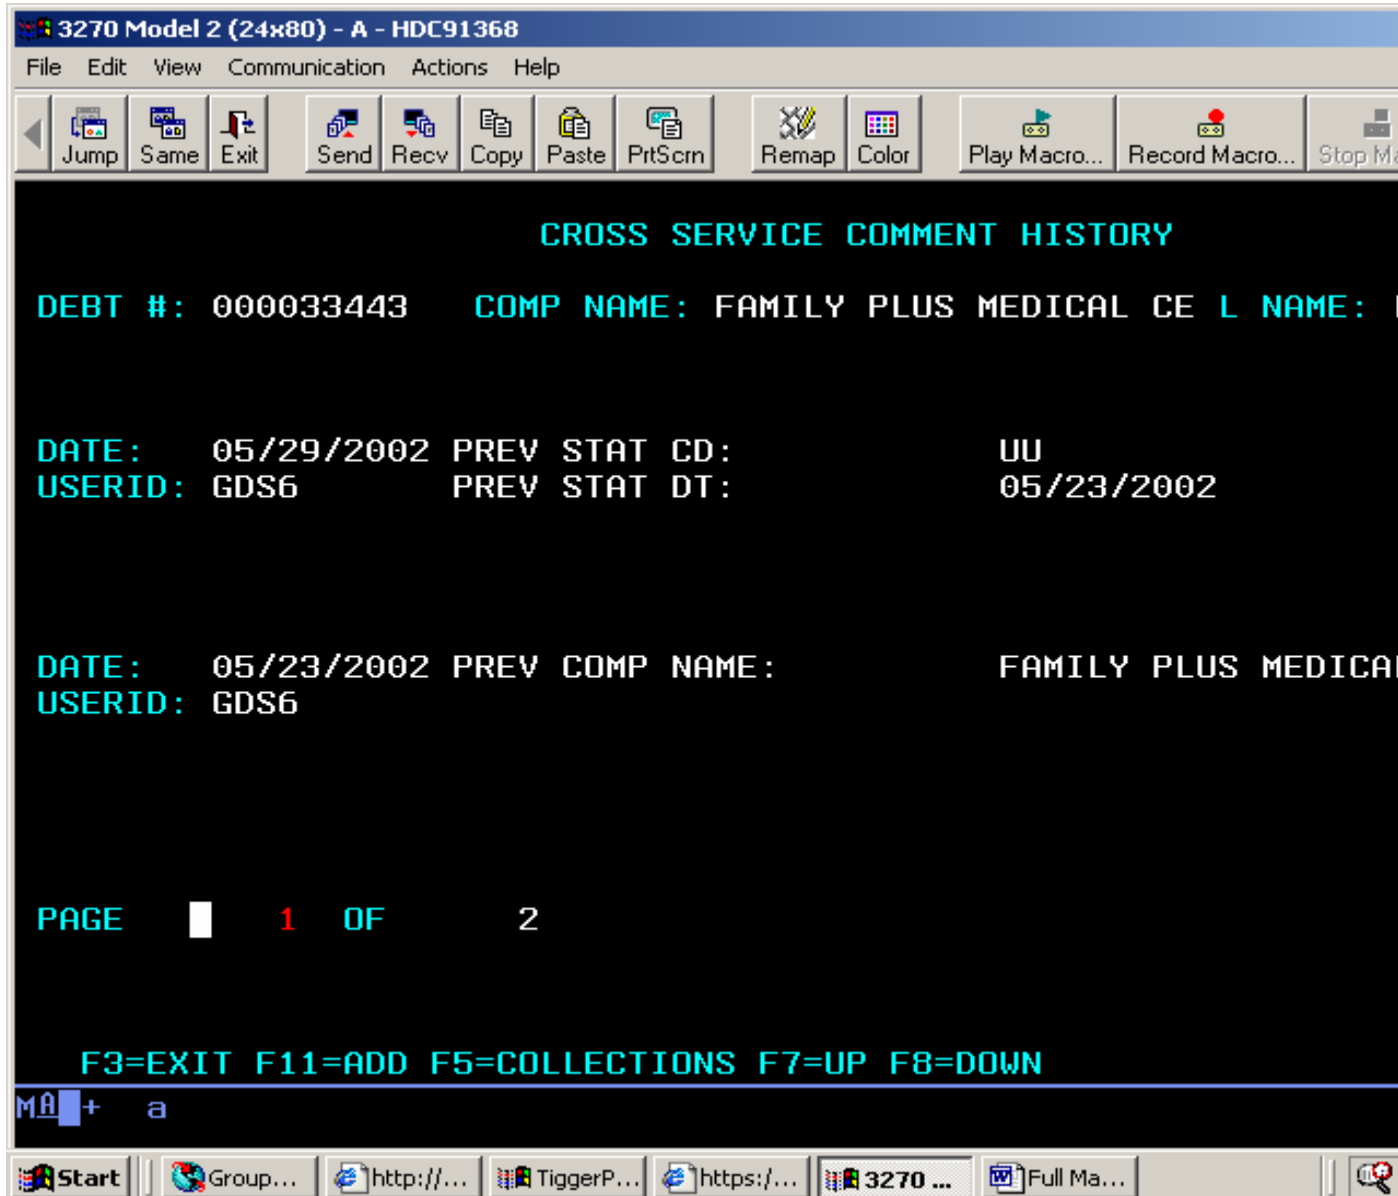 3270 Model 2 (24x80) - A - HDC91368
File Edit View Communication Actions Help
Jump Same Exit Send Recv Copy Paste PrtScrn Remap Color Play Macro... Record Macro... Stop
CROSS SERVICE COMMENT HISTORY
DEBT #: 000033443 COMP NAME: FAMILY PLUS MEDICAL CE L NAME:
DATE: 05/29/2002 PREV STAT CD: UU
USERID: GDS6 PREV STAT DT: 05/23/2002
DATE: 05/23/2002 PREV COMP NAME: FAMILY PLUS MEDICAL
USERID: GDS6
PAGE 1 OF 2
F3=EXIT F11=ADD F5=COLLECTIONS F7=UP F8=DOWN
MA + a
Start Group... http://... TiggerP... https:/... 3270 ... Full Ma...